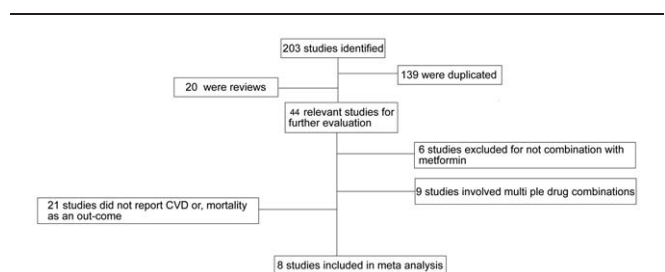 203 studies identified
139 were duplicated
20 were reviews
44 relevant studies for
further evaluation
6 studies excluded for not combination with
metformin
9 studies involved multi ple drug combinations
21 studies did not report CVD or, mortality
as an out-come
8 studies included in meta analysis